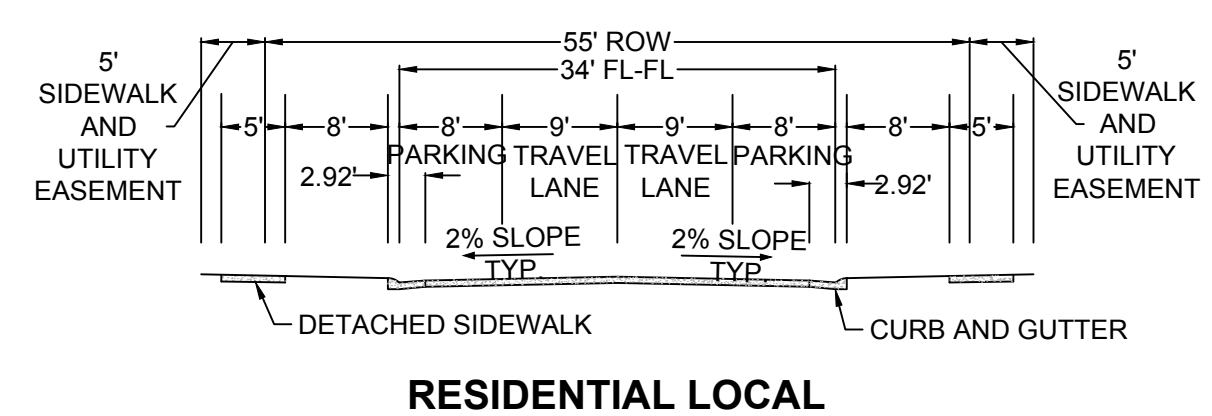 55' ROW
34' FL-FL
5'
SIDEWALK
AND
UTILITY
EASEMENT
5'
SIDEWALK
AND
UTILITY
EASEMENT
5' 8' 8' 9' 9' 8' 8' 5'
PARKING TRAVEL LANE TRAVEL LANE PARKING
2.92' 2.92'
2% SLOPE
TYP.
2% SLOPE
TYP.
DETACHED SIDEWALK
CURB AND GUTTER
RESIDENTIAL LOCAL